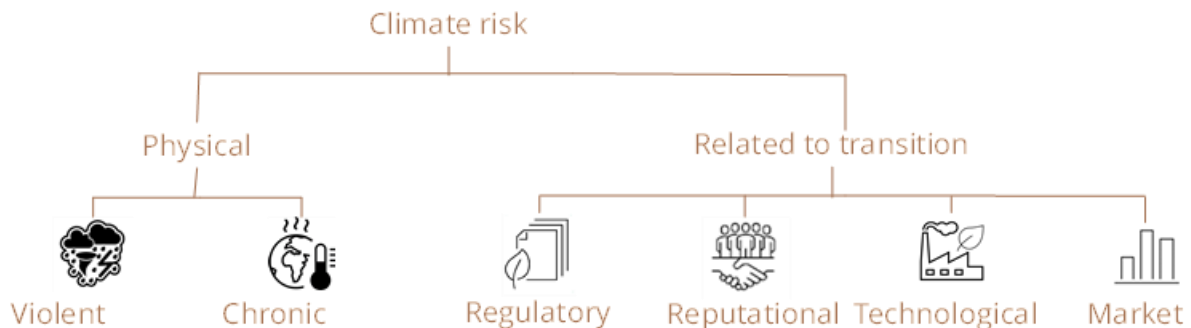 Climate risk
Physical
Related to transition
Violent
Chronic
Regulatory
Reputational
Technological
Market